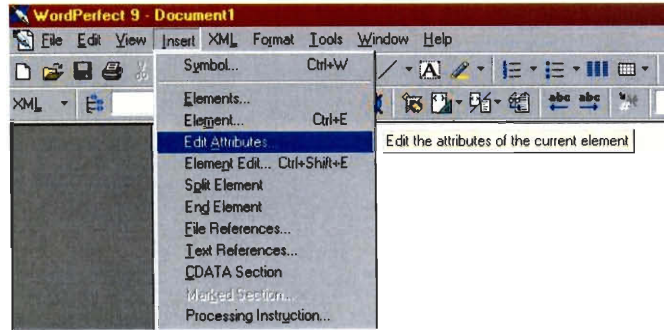 WordPerfect 9 - Document1
File Edit View Insert XML Format Tools Window Help
Symbol... Ctrl+W
XML
Elements...
Element... Ctrl+E
abc abc
Edit Attributes...
Edit the attributes of the current element
Element Edit... Ctrl+Shift+E
Split Element
End Element
File References...
Text References...
CDATA Section
Marked Section...
Processing Instruction...